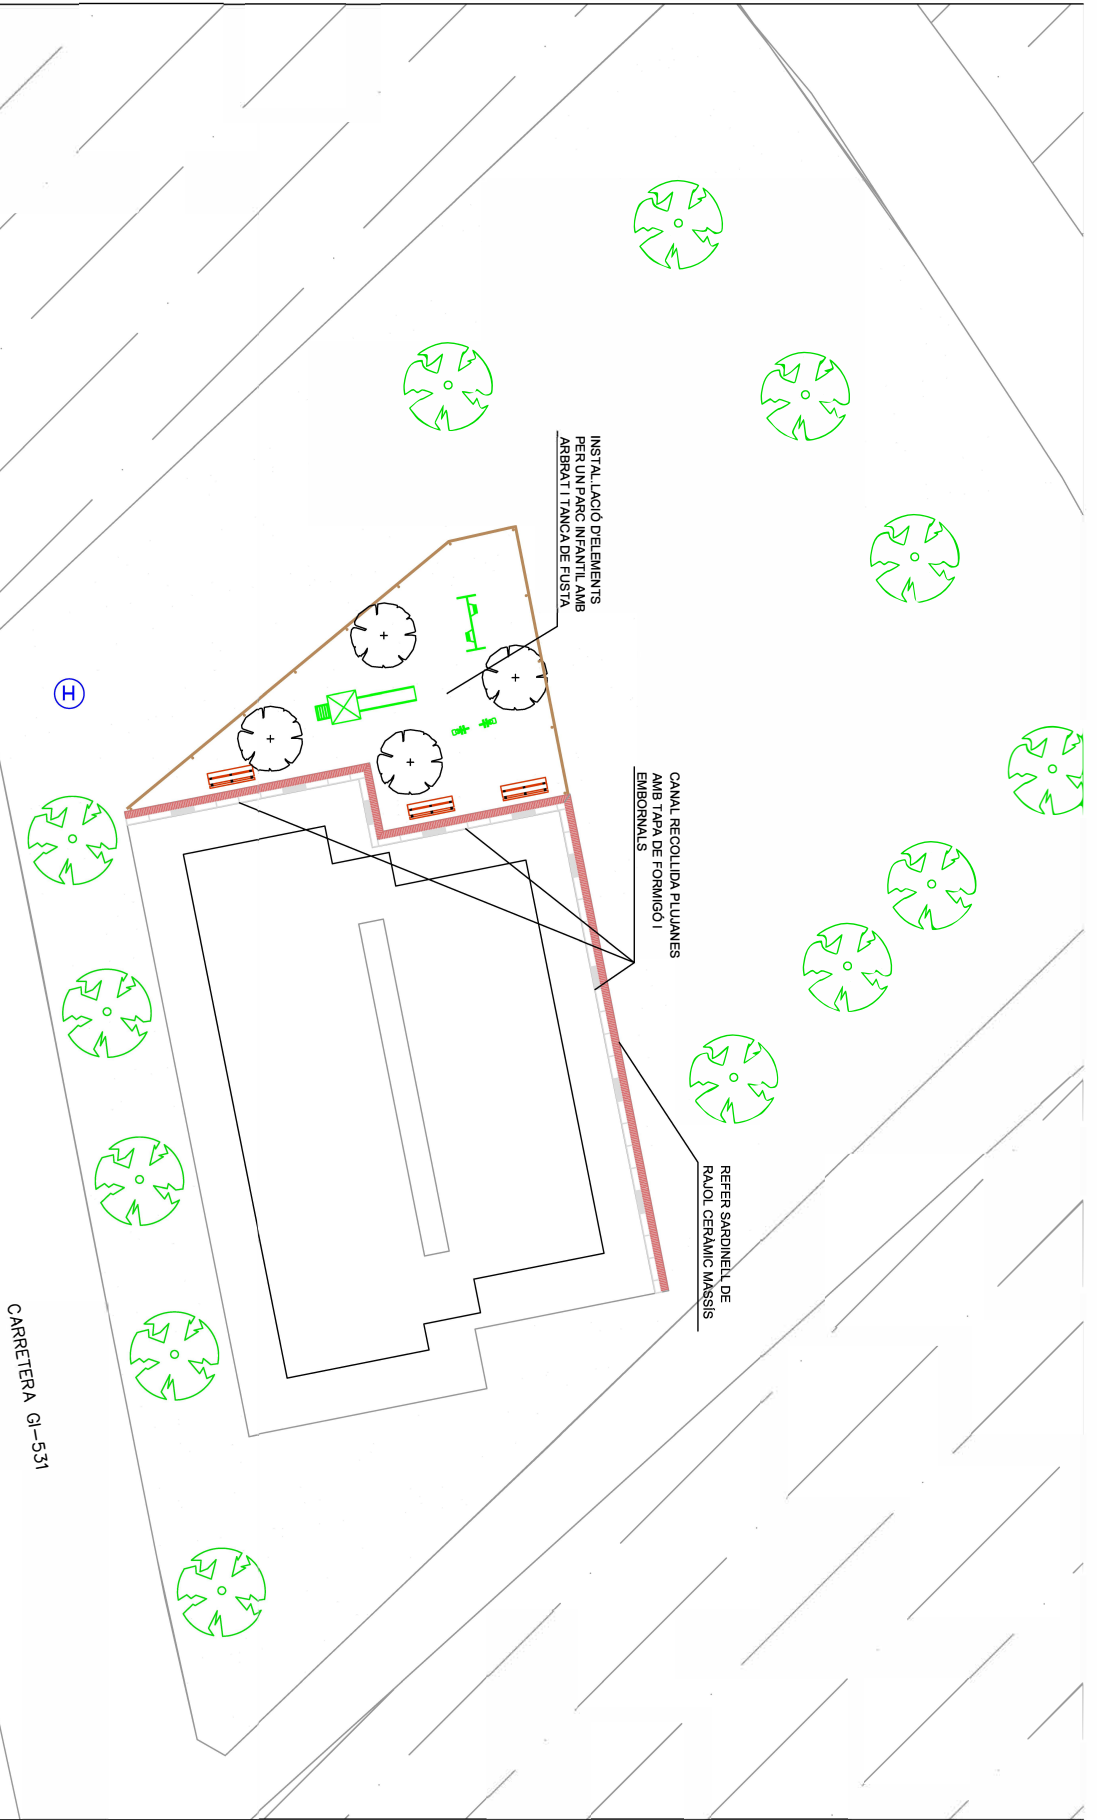 INSTAL.LACIÓ D'ELEMENTS
PER UN PARC INFANTIL AMB
ARBRAT I TANCA DE FUSTA
CANAL RECOLLIDA PLUJANES
AMB TAPA DE FORMIGÓ I
EMBORNALS
REFER SARDINELL DE
RAJOL CERÀMIC MASSÍS
H
CARRETERA GI-531